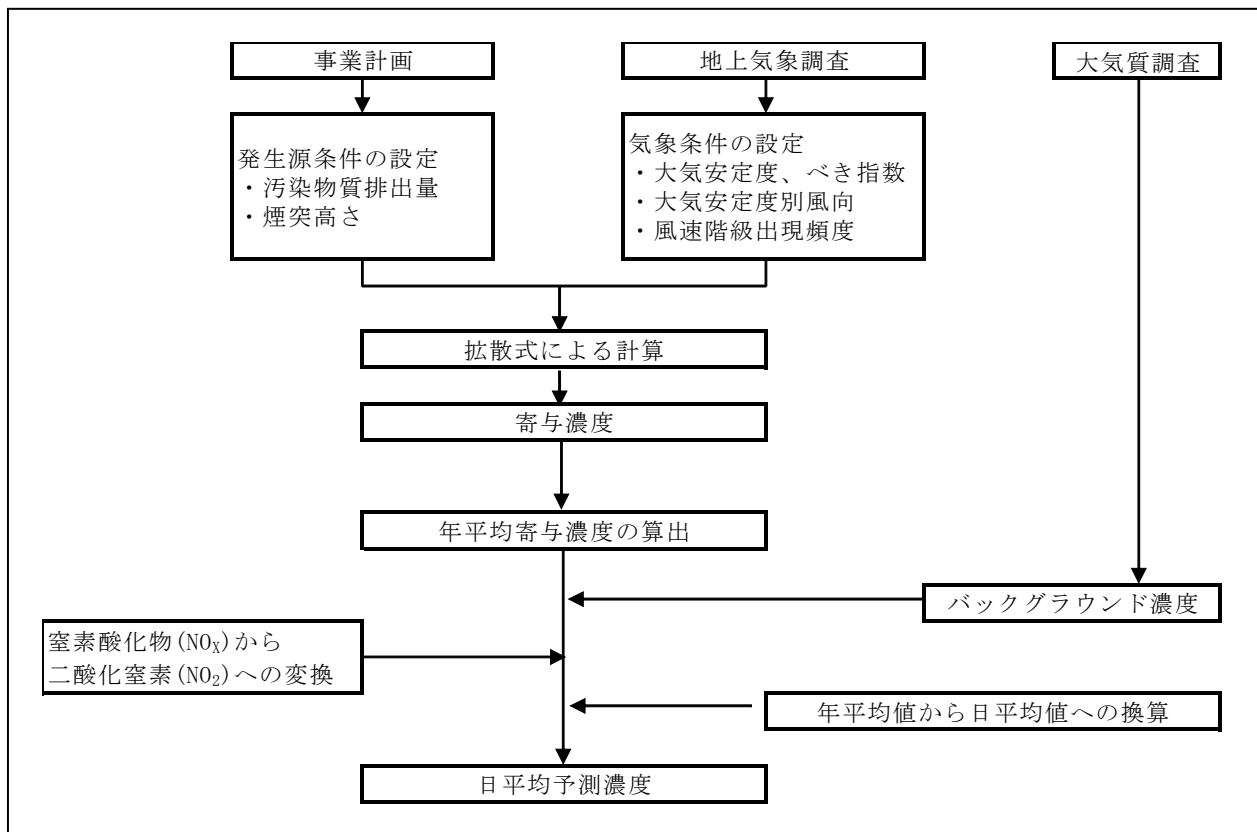 事業計画
地上気象調査
大気質調査
発生源条件の設定
・汚染物質排出量
・煙突高さ
気象条件の設定
・大気安定度、べき指数
・大気安定度別風向
・風速階級出現頻度
拡散式による計算
寄与濃度
年平均寄与濃度の算出
バックグラウンド濃度
窒素酸化物(NOX)から
二酸化窒素(NO2)への変換
年平均値から日平均値への換算
日平均予測濃度